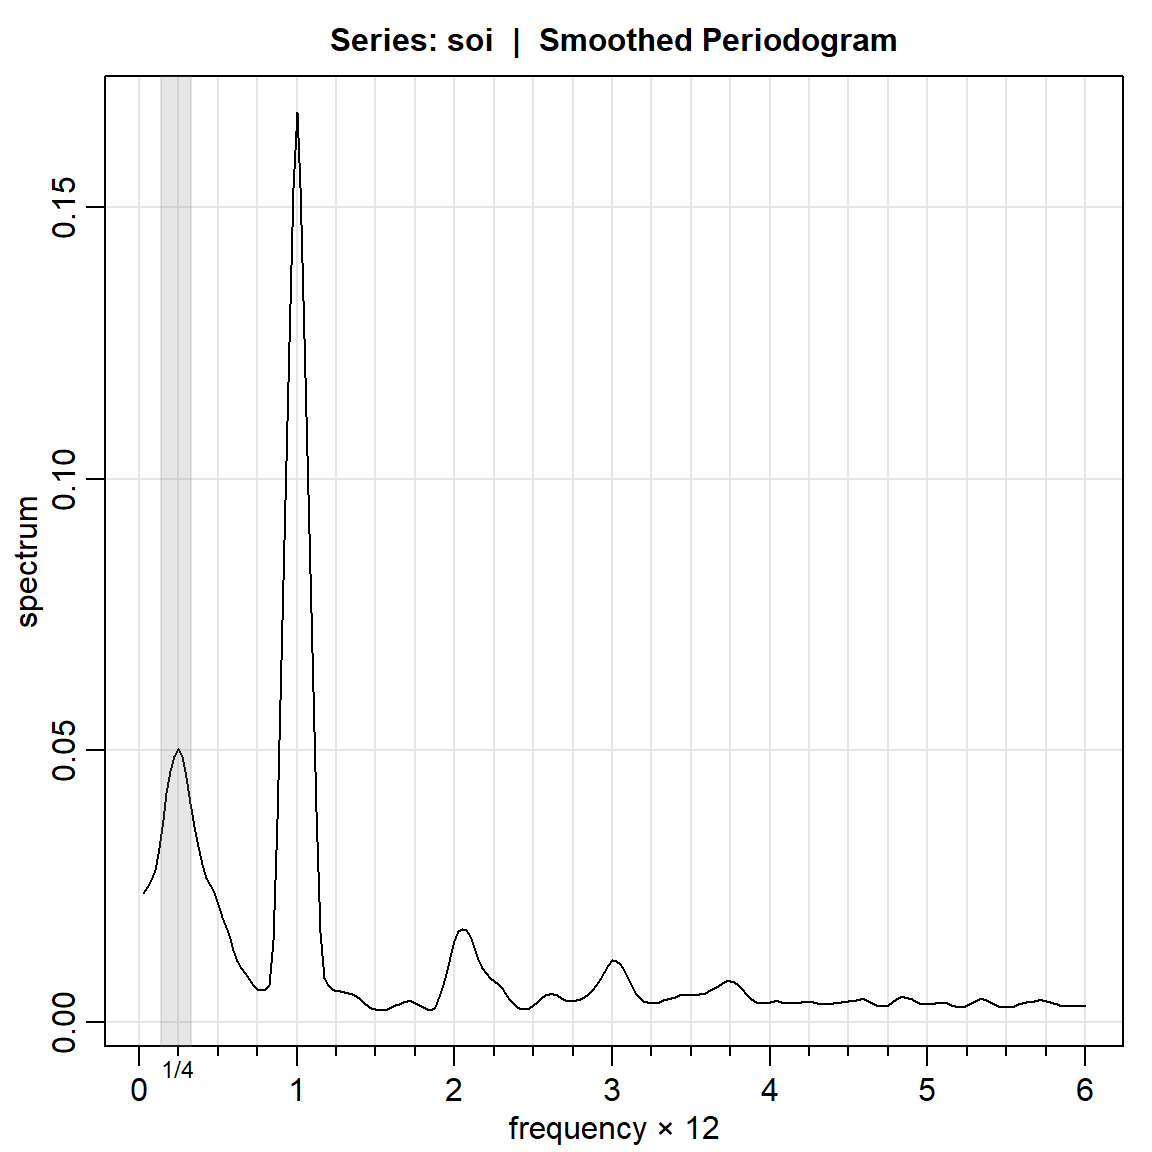 Series: soi | Smoothed Periodogram
spectrum
0.15
0.10
0.05
0.00
1/4
0 1 2 3 4 5 6
frequency × 12